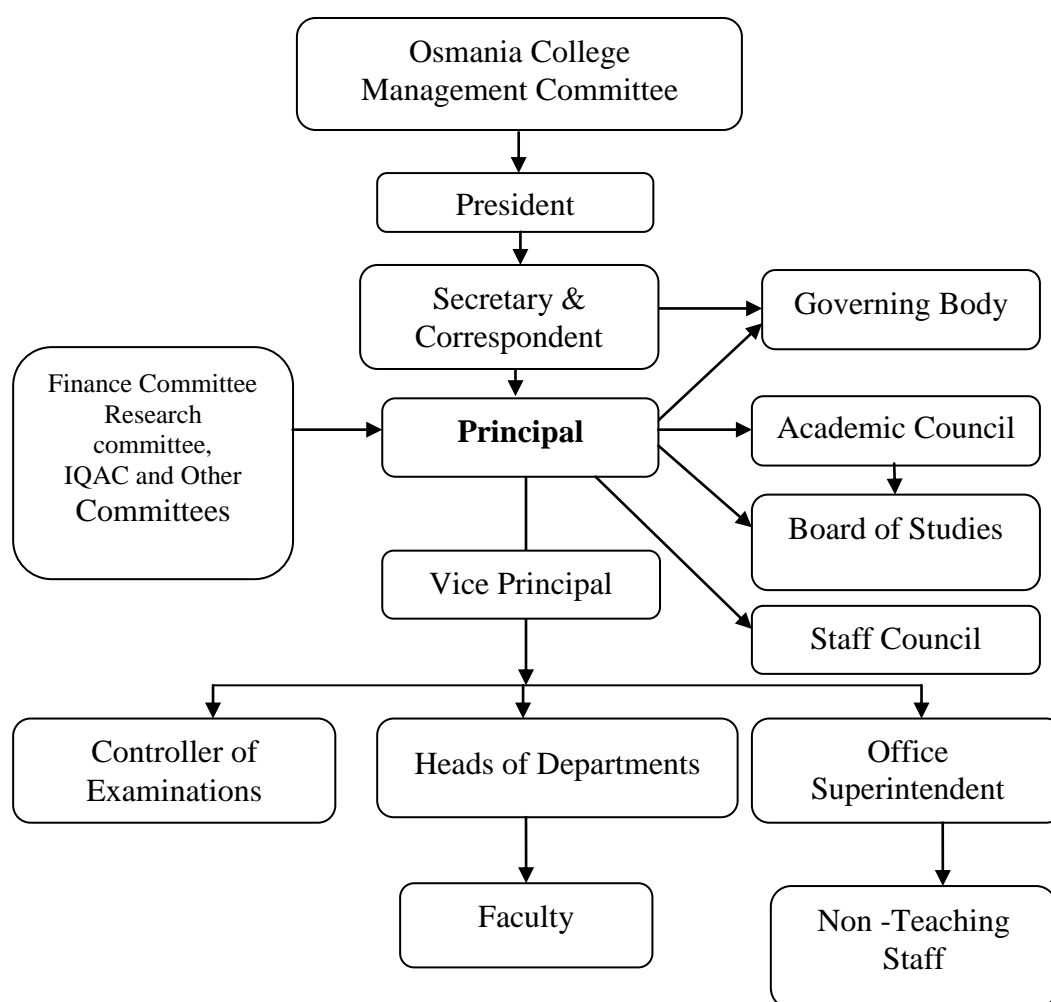 Osmania College
Management Committee
President
Secretary &
Correspondent
Governing Body
Finance Committee
Research
committee,
IQAC and Other
Committees
Principal
Academic Council
Board of Studies
Vice Principal
Staff Council
Controller of
Examinations
Heads of Departments
Office
Superintendent
Faculty
Non -Teaching
Staff